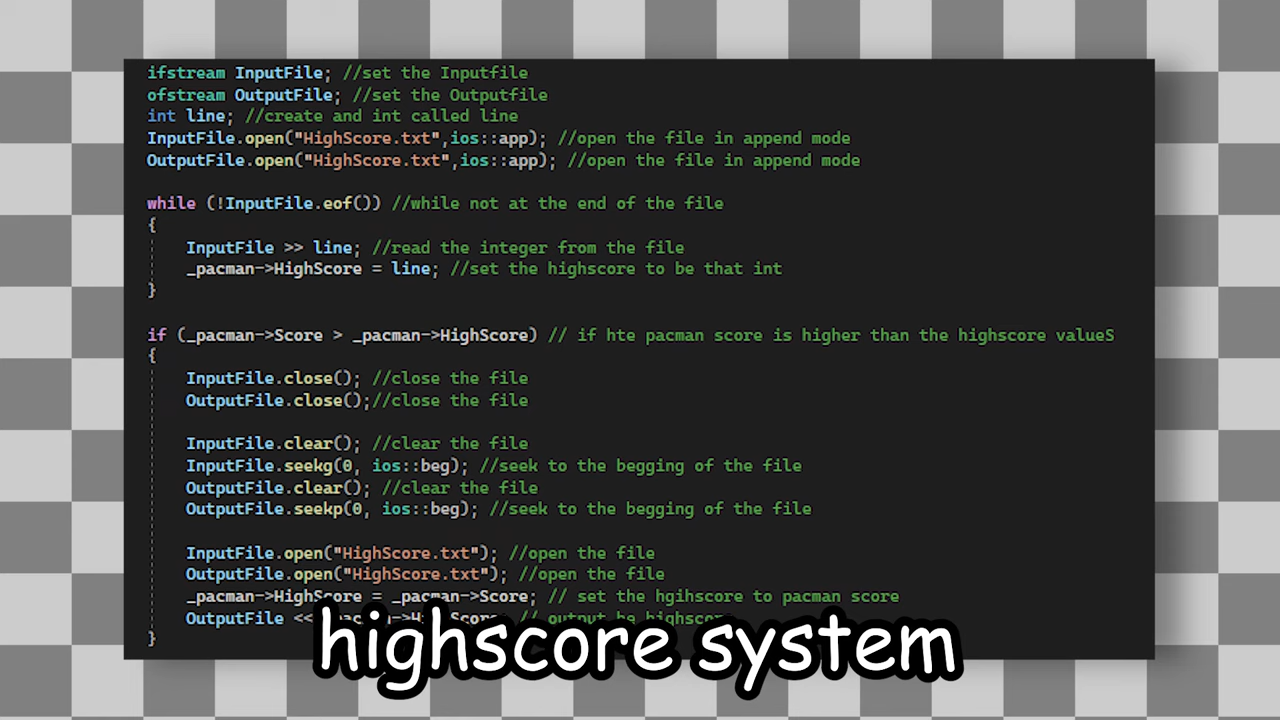 ifstream InputFile; //set the Inputfile
ofstream OutputFile; //set the Outputfile
int line; //create and int called line
InputFile.open("HighScore.txt",ios::app); //open the file in append mode
OutputFile.open("HighScore.txt",ios::app); //open the file in append mode
while (!InputFile.eof()) //while not at the end of the file
{
InputFile >> line; //read the integer from the file
_pacman->HighScore = line; //set the highscore to be that int
}
if (_pacman->Score > _pacman->HighScore) // if hte pacman score is higher than the highscore valueS
{
InputFile.close(); //close the file
OutputFile.close();//close the file
InputFile.clear(); //clear the file
InputFile.seekg(0, ios::beg); //seek to the begging of the file
OutputFile.clear(); //clear the file
OutputFile.seekp(0, ios::beg); //seek to the begging of the file
InputFile.open("HighScore.txt"); //open the file
OutputFile.open("HighScore.txt"); //open the file
_pacman->HighScore = _pacman->Score; // set the hgihscore to pacman score
OutputFile <<
}
highscore system